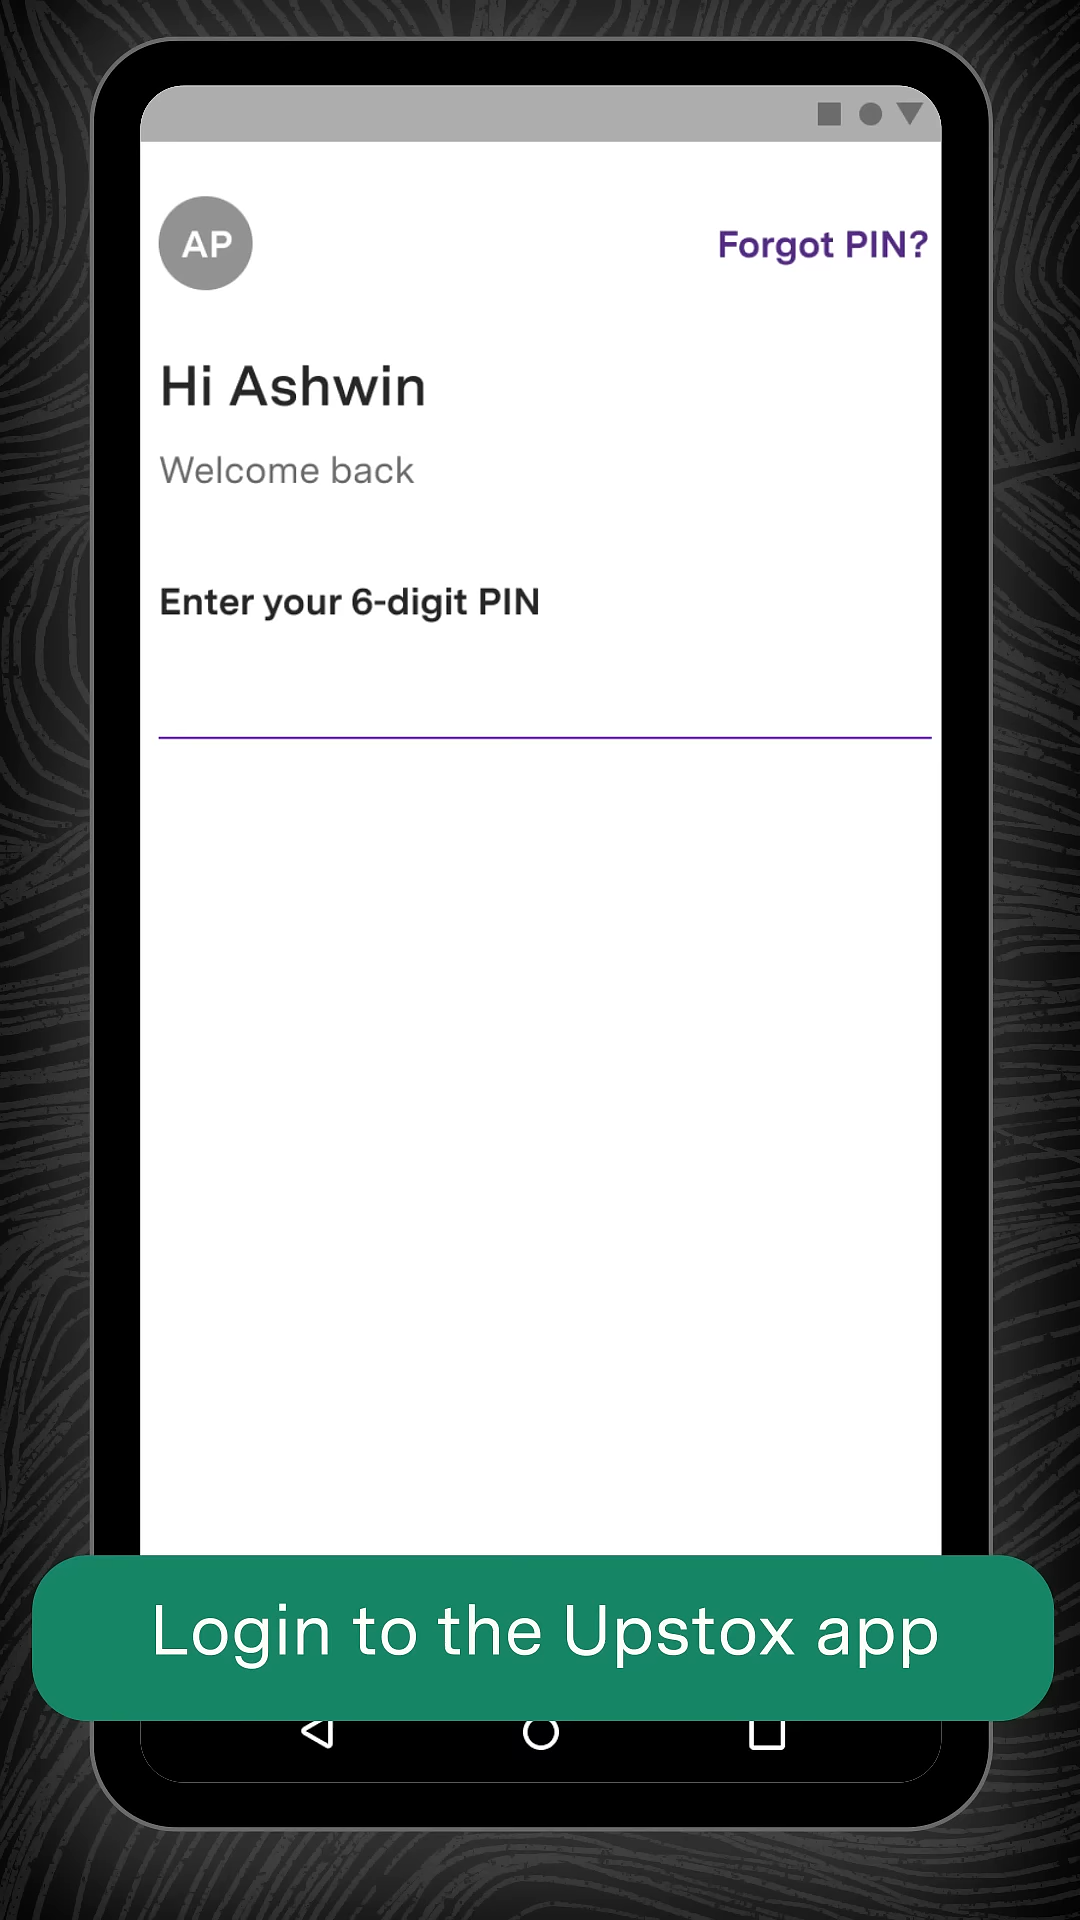 AP
Forgot PIN?
Hi Ashwin
Welcome back
Enter your 6-digit PIN
Login to the Upstox app